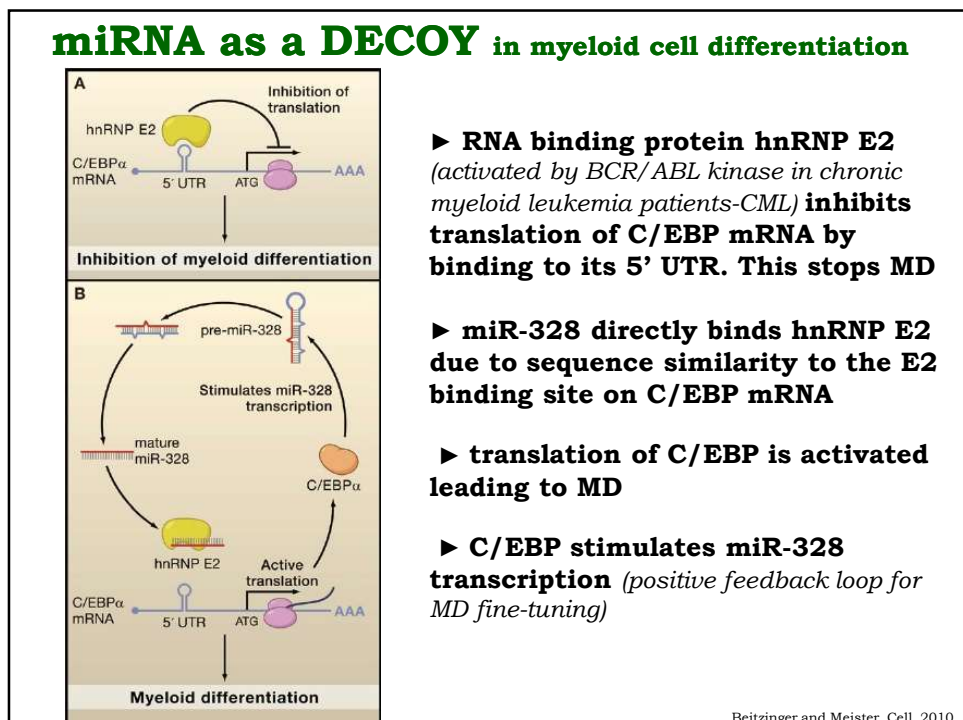 miRNA as a DECOY in myeloid cell differentiation
A
Inhibition of
translation
hnRNP E2
C/EBPα
mRNA
5′ UTR
ATG
AAA
Inhibition of myeloid differentiation
B
pre-miR-328
Stimulates miR-328
transcription
mature
miR-328
C/EBPα
hnRNP E2
Active
translation
C/EBPα
mRNA
5′ UTR
ATG
AAA
Myeloid differentiation
► RNA binding protein hnRNP E2
(activated by BCR/ABL kinase in chronic
myeloid leukemia patients-CML) inhibits
translation of C/EBP mRNA by
binding to its 5’ UTR. This stops MD
► miR-328 directly binds hnRNP E2
due to sequence similarity to the E2
binding site on C/EBP mRNA
► translation of C/EBP is activated
leading to MD
► C/EBP stimulates miR-328
transcription (positive feedback loop for
MD fine-tuning)
Beitzinger and Meister, Cell, 2010